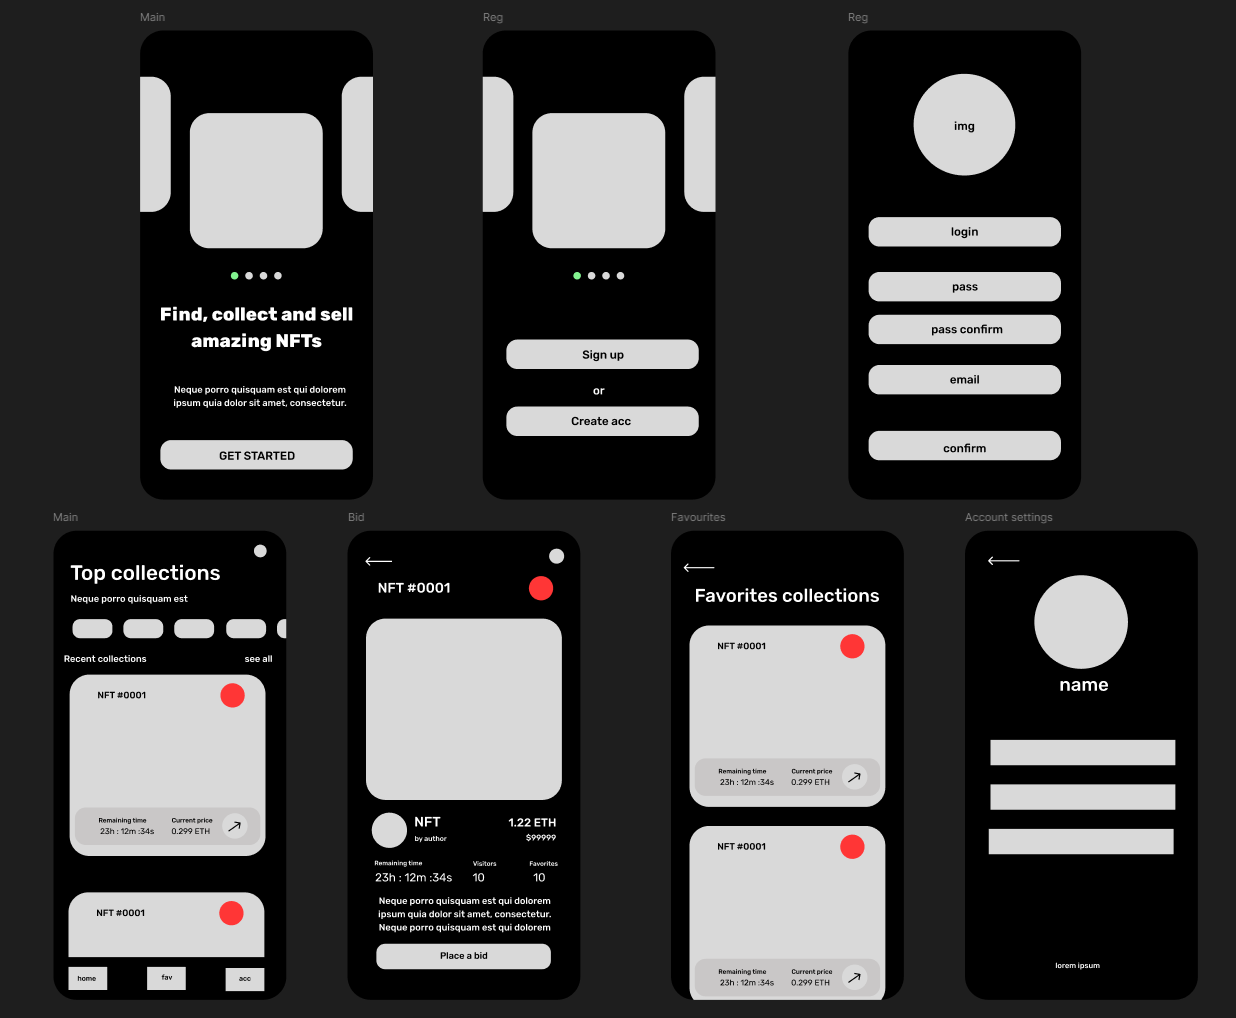 Main
Find, collect and sell
amazing NFTs
Neque porro quisquam est qui dolorem
ipsum quia dolor sit amet, consectetur.
GET STARTED
Reg
Sign up
or
Create acc
Reg
img
login
pass
pass confirm
email
confirm
Main
Top collections
Neque porro quisquam est
Recent collections see all
NFT #0001
Remaining time Current price
23h : 12m :34s 0.299 ETH
NFT #0001
home fav acc
Bid
NFT #0001
NFT 1.22 ETH
by author $99999
Remaining time Visitors Favorites
23h : 12m :34s 10 10
Neque porro quisquam est qui dolorem
ipsum quia dolor sit amet, consectetur.
Neque porro quisquam est qui dolorem
Place a bid
Favourites
Favorites collections
NFT #0001
Remaining time Current price
23h : 12m :34s 0.299 ETH
NFT #0001
Remaining time Current price
23h : 12m :34s 0.299 ETH
Account settings
name
lorem ipsum